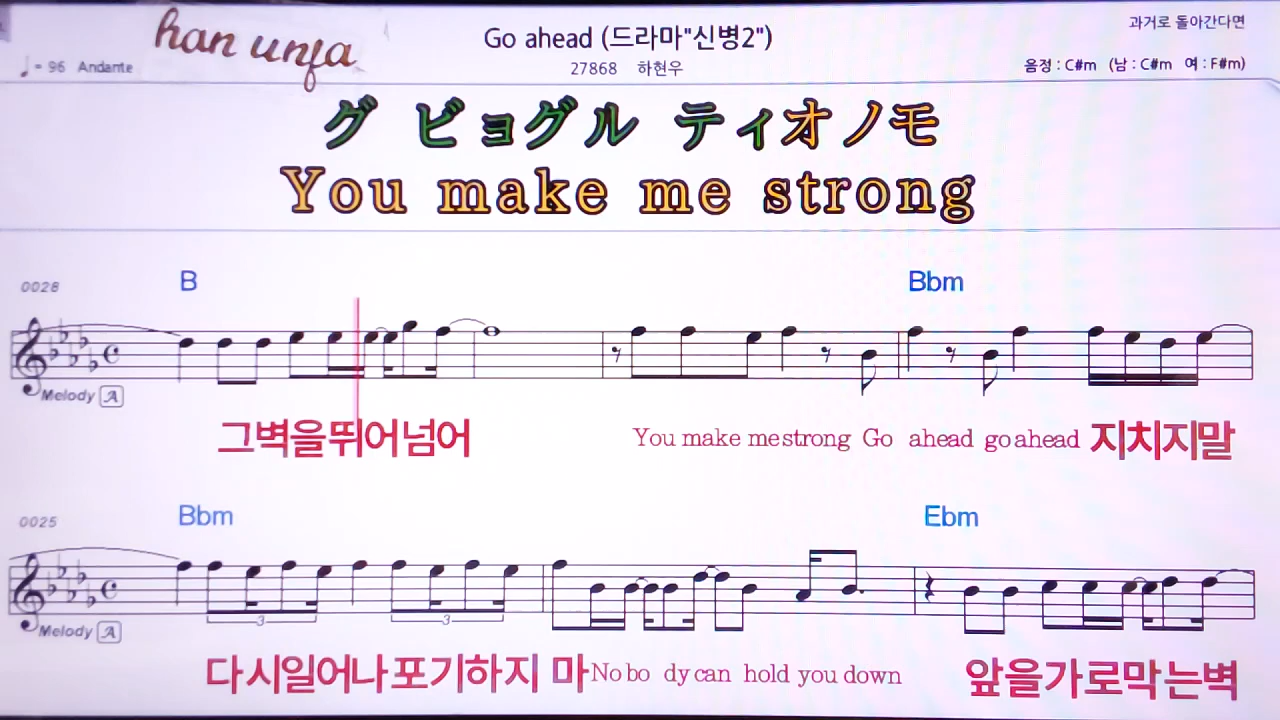 han unfa
Go ahead (드라마"신병2")
과거로 돌아간다면
♩= 96 Andante
27868 하현우
음정 : C#m (남 : C#m 여 : F#m)
グ ビョグル ティオノモ
You make me strong
0028
B
Bbm
Melody A
그벽을뛰어넘어 You make me strong Go ahead go ahead 지치지말
0025
Bbm
Ebm
3
3
Melody A
다시일어나포기하지 마 No bo dy can hold you down 앞을가로막는벽